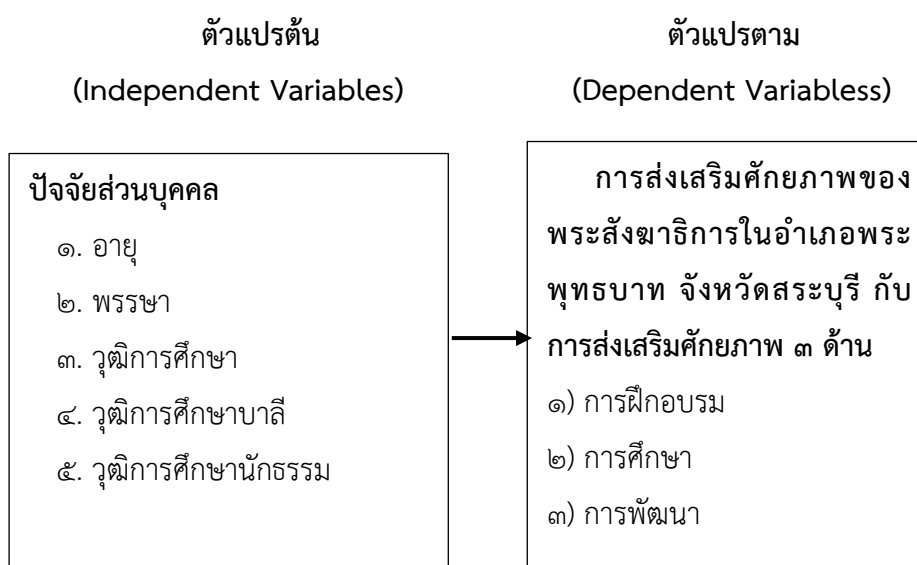 ตัวแปรต้น
(Independent Variables)
ปัจจัยส่วนบุคคล
๑. อายุ
๒. พรรษา
๓. วุฒิการศึกษา
๔. วุฒิการศึกษาบาลี
๕. วุฒิการศึกษานักธรรม
ตัวแปรตาม
(Dependent Variabless)
การส่งเสริมศักยภาพของ
พระสังฆาธิการในอำเภอพระ
พุทธบาท จังหวัดสระบุรี กับ
การส่งเสริมศักยภาพ ๓ ด้าน
๑) การฝึกอบรม
๒) การศึกษา
๓) การพัฒนา